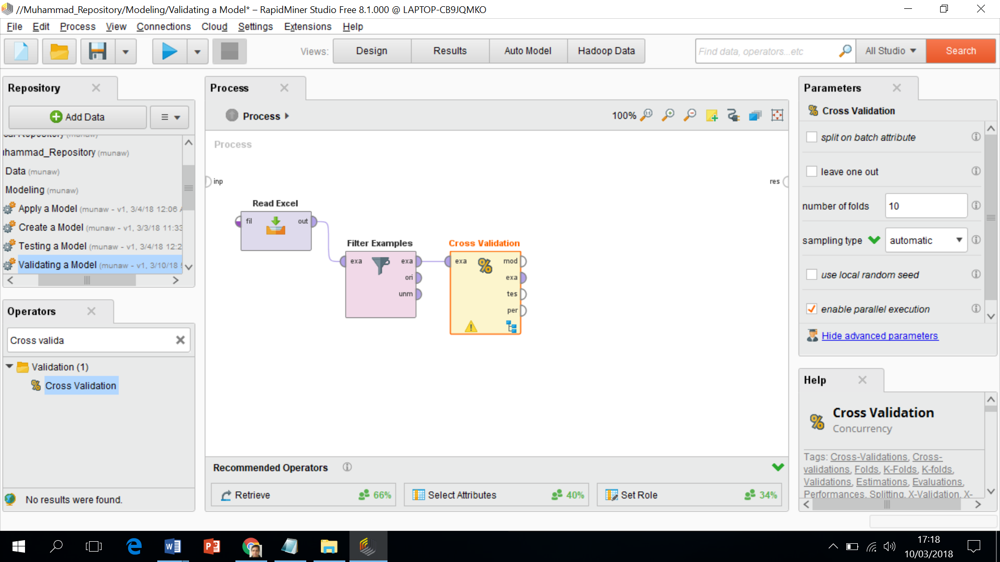 //Muhammad_Repository/Modeling/Validating a Model* – RapidMiner Studio Free 8.1.000 @ LAPTOP-CB9JQMKO
File Edit Process View Connections Cloud Settings Extensions Help
Views: Design Results Auto Model Hadoop Data
Find data, operators...etc All Studio Search
Repository
Add Data
(munaw)
uhammad_Repository (munaw)
Data (munaw)
Modeling (munaw)
Apply a Model (munaw - v1, 3/4/18 12:06 A
Create a Model (munaw - v1, 3/3/18 11:33
Testing a Model (munaw - v1, 3/4/18 12:2
Validating a Model (munaw - v1, 3/10/18
Operators
Cross valida
Validation (1)
Cross Validation
No results were found.
Process
Process
100%
Process
inp
res
Read Excel
fil out
Filter Examples
exa exa
ori
unm
Cross Validation
exa mod
exa
tes
per
Recommended Operators
Retrieve 66%
Select Attributes 40%
Set Role 34%
Parameters
Cross Validation
split on batch attribute
leave one out
number of folds 10
sampling type automatic
use local random seed
enable parallel execution
Hide advanced parameters
Help
Cross Validation
Concurrency
Tags: Cross-Validations, Cross-
validations, Folds, K-Folds, K-folds,
Validations, Estimations, Evaluations,
Performances, Splitting, X-Validation, X-
17:18
10/03/2018